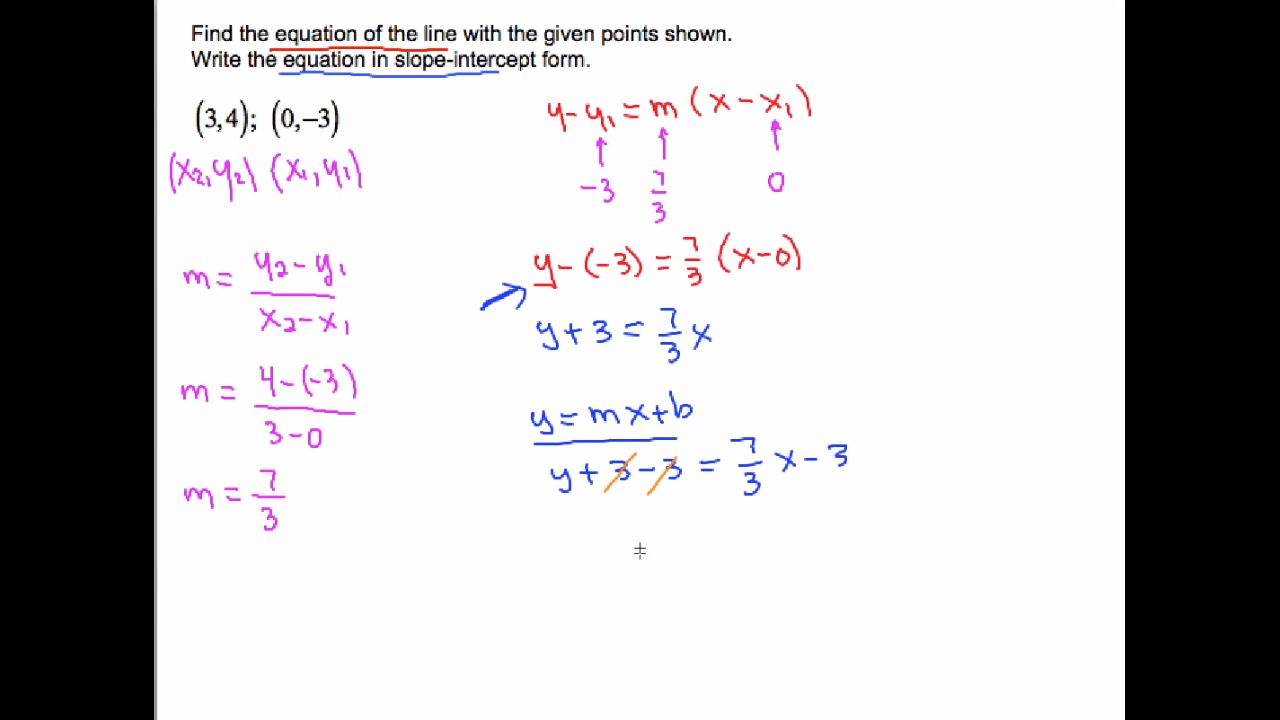 Find the equation of the line with the given points shown.
Write the equation in slope-intercept form.
(3,4); (0,–3)
(x₂, y₂) (x₁, y₁)
m = y₂ – y₁ / x₂ – x₁
m = 4 – (–3) / 3 – 0
m = 7/3
y – y₁ = m (x – x₁)
–3 7/3 0
y – (–3) = 7/3 (x – 0)
y + 3 = 7/3 x
y = mx + b
y + 3 – 3 = 7/3 x – 3